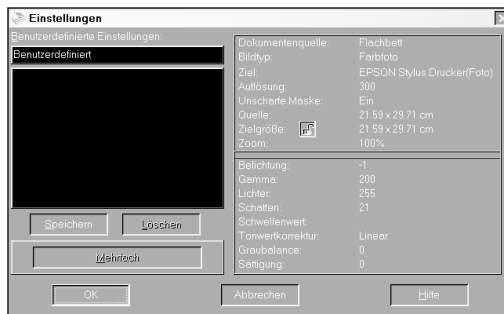 Einstellungen
Benutzerdefinierte Einstellungen:
Benutzerdefiniert
Speichern Löschen
Mehrfach
Dokumentenquelle: Flachbett
Bildtyp: Farbfoto
Ziel: EPSON Stylus Drucker(Foto)
Auflösung: 300
Unscharfe Maske: Ein
Quelle: 21.59 x 29.71 cm
Zielgröße: 21.59 x 29.71 cm
Zoom: 100%
Belichtung: -1
Gamma: 200
Lichter: 255
Schatten: 21
Schwellenwert:
Tonwertkorrektur: Linear
Graubalance: 0
Sättigung: 0
OK Abbrechen Hilfe